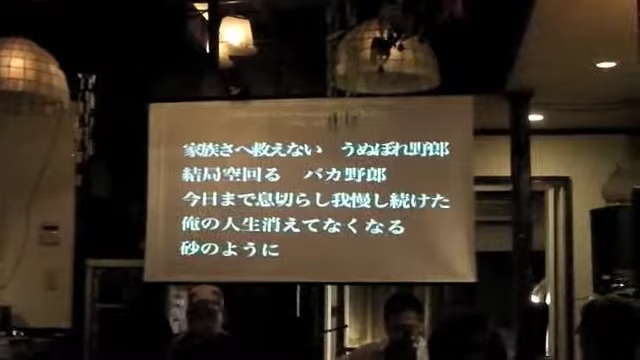 家族さへ救えない　うぬぼれ野郎
結局空回る　バカ野郎
今日まで息切らし我慢し続けた
俺の人生消えてなくなる
砂のように